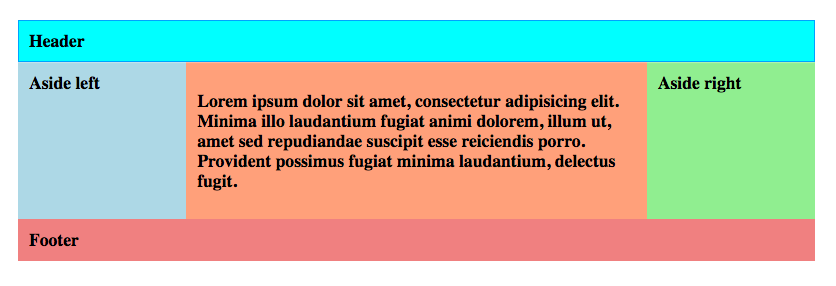 Header
Aside left
Lorem ipsum dolor sit amet, consectetur adipisicing elit.
Minima illo laudantium fugiat animi dolorem, illum ut,
amet sed repudiandae suscipit esse reiciendis porro.
Provident possimus fugiat minima laudantium, delectus
fugit.
Aside right
Footer